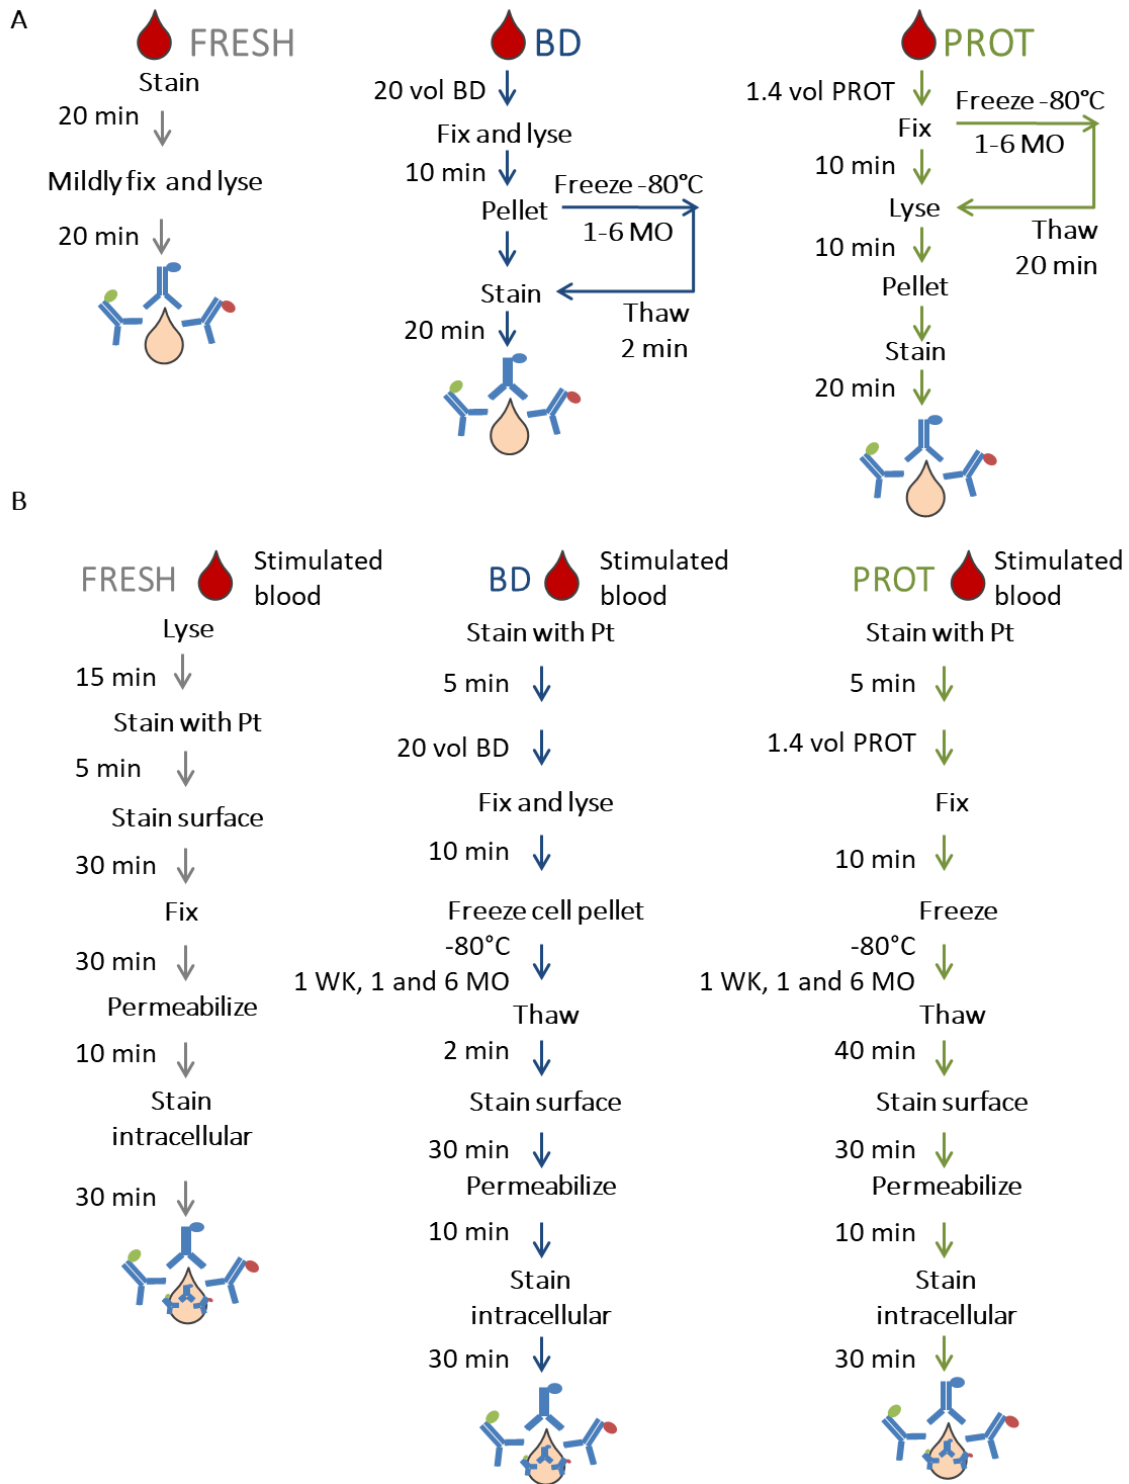 A
FRESH
Stain
20 min
Mildly fix and lyse
20 min
BD
20 vol BD
Fix and lyse
10 min
Pellet
Freeze -80°C
1-6 MO
Stain
Thaw
2 min
20 min
PROT
1.4 vol PROT
Fix
Freeze -80°C
1-6 MO
10 min
Lyse
Thaw
20 min
10 min
Pellet
Stain
20 min
B
FRESH
Stimulated
blood
Lyse
15 min
Stain with Pt
5 min
Stain surface
30 min
Fix
30 min
Permeabilize
10 min
Stain
intracellular
30 min
BD
Stimulated
blood
Stain with Pt
5 min
20 vol BD
Fix and lyse
10 min
Freeze cell pellet
-80°C
1 WK, 1 and 6 MO
Thaw
2 min
Stain surface
30 min
Permeabilize
10 min
Stain
intracellular
30 min
PROT
Stimulated
blood
Stain with Pt
5 min
1.4 vol PROT
Fix
10 min
Freeze
-80°C
1 WK, 1 and 6 MO
Thaw
40 min
Stain surface
30 min
Permeabilize
10 min
Stain
intracellular
30 min